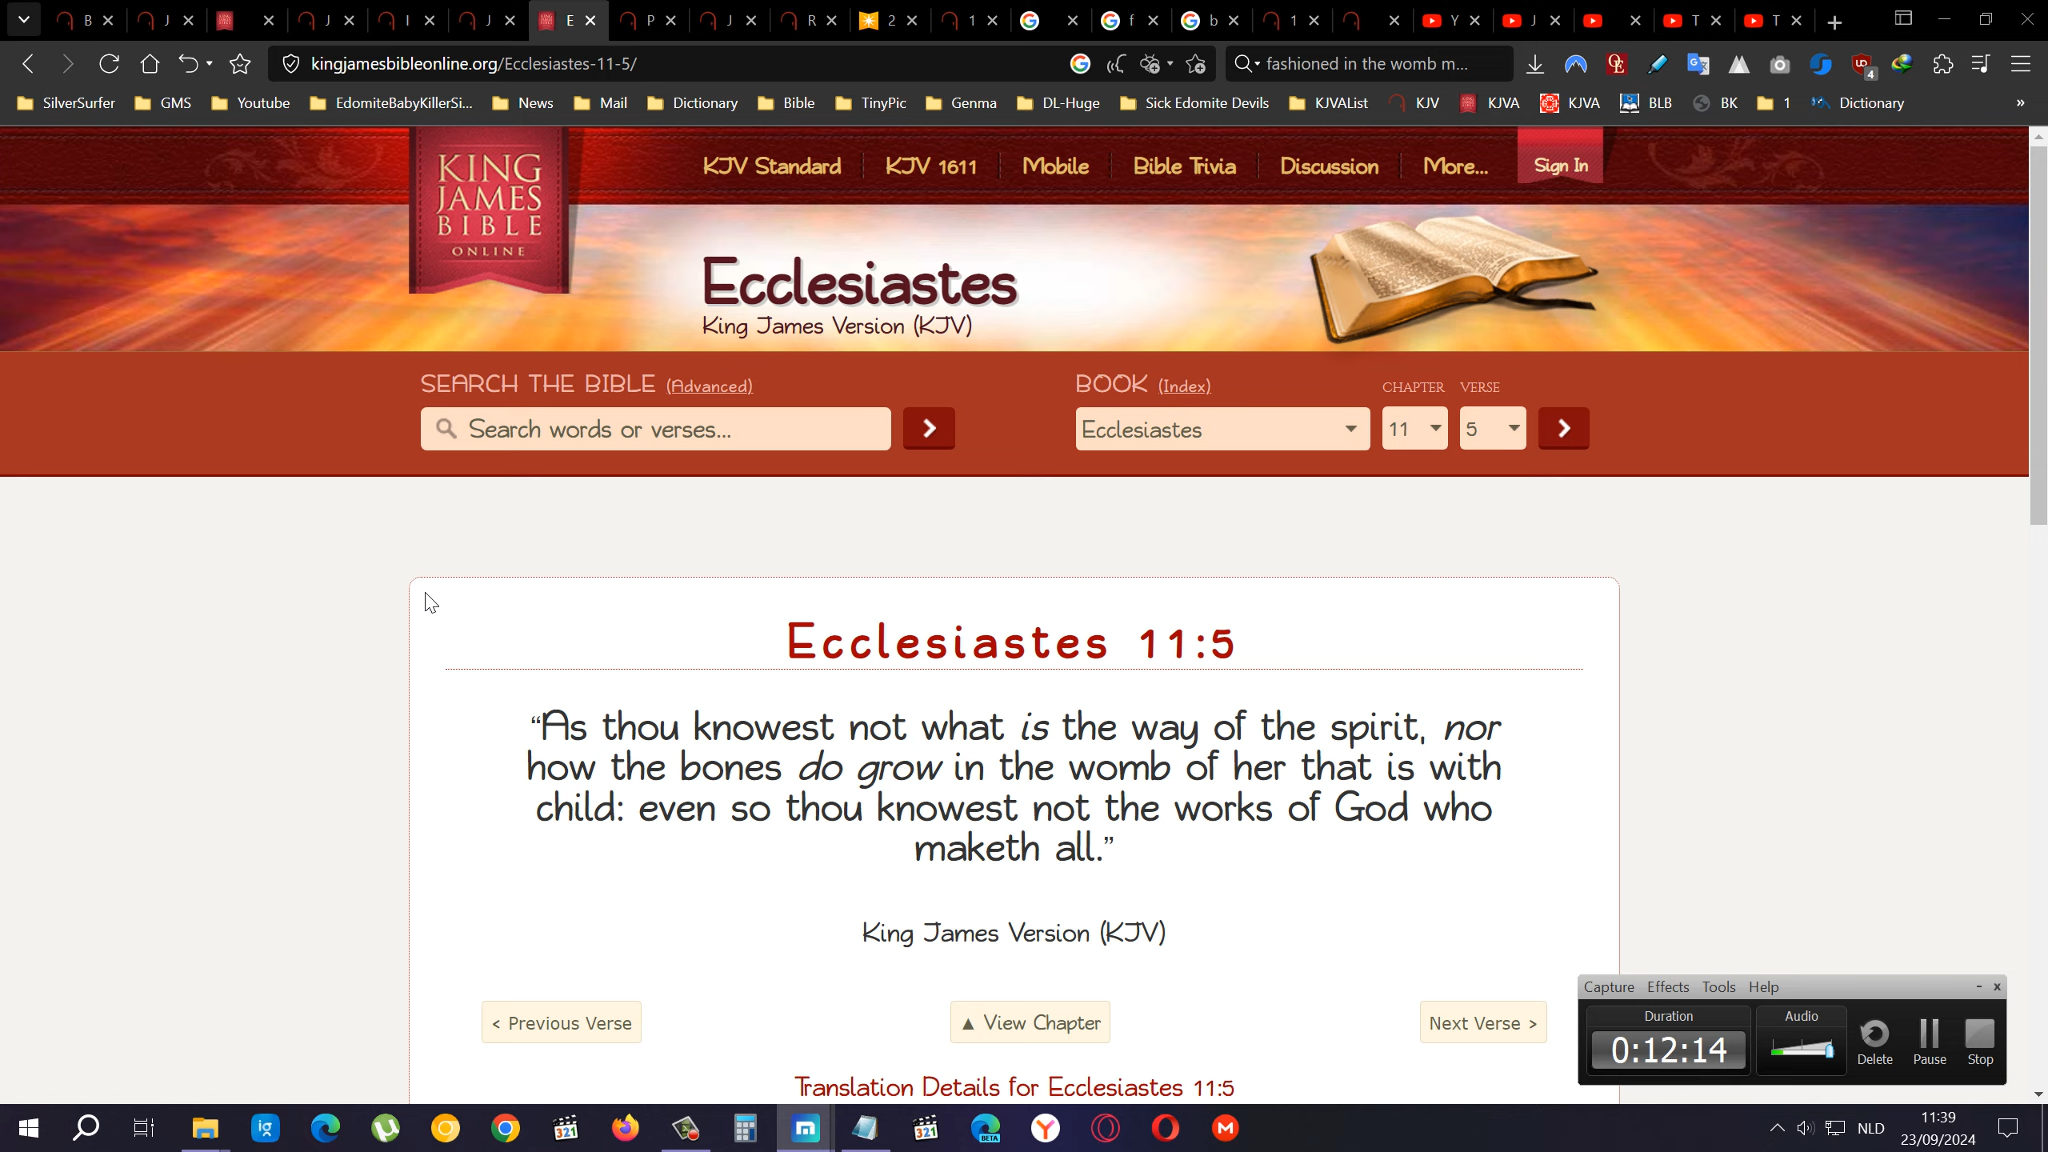 B J J I J E P J R 2 1 f b 1 Y J T T
kingjamesbibleonline.org/Ecclesiastes-11-5/
fashioned in the womb m...
SilverSurfer GMS Youtube EdomiteBabyKillerSi... News Mail Dictionary Bible TinyPic Genma DL-Huge Sick Edomite Devils KJVAList KJV KJVA KJVA BLB BK 1 Dictionary »
KING
JAMES
BIBLE
ONLINE
KJV Standard KJV 1611 Mobile Bible Trivia Discussion More... Sign In
Ecclesiastes
King James Version (KJV)
SEARCH THE BIBLE (Advanced)
Search words or verses...
BOOK (Index) CHAPTER VERSE
Ecclesiastes 11 5
Ecclesiastes 11:5
“As thou knowest not what is the way of the spirit, nor
how the bones do grow in the womb of her that is with
child: even so thou knowest not the works of God who
maketh all.”
King James Version (KJV)
< Previous Verse ▲ View Chapter Next Verse >
Translation Details for Ecclesiastes 11:5
Capture Effects Tools Help - x
Duration Audio
0:12:14
Delete Pause Stop
NLD
11:39
23/09/2024